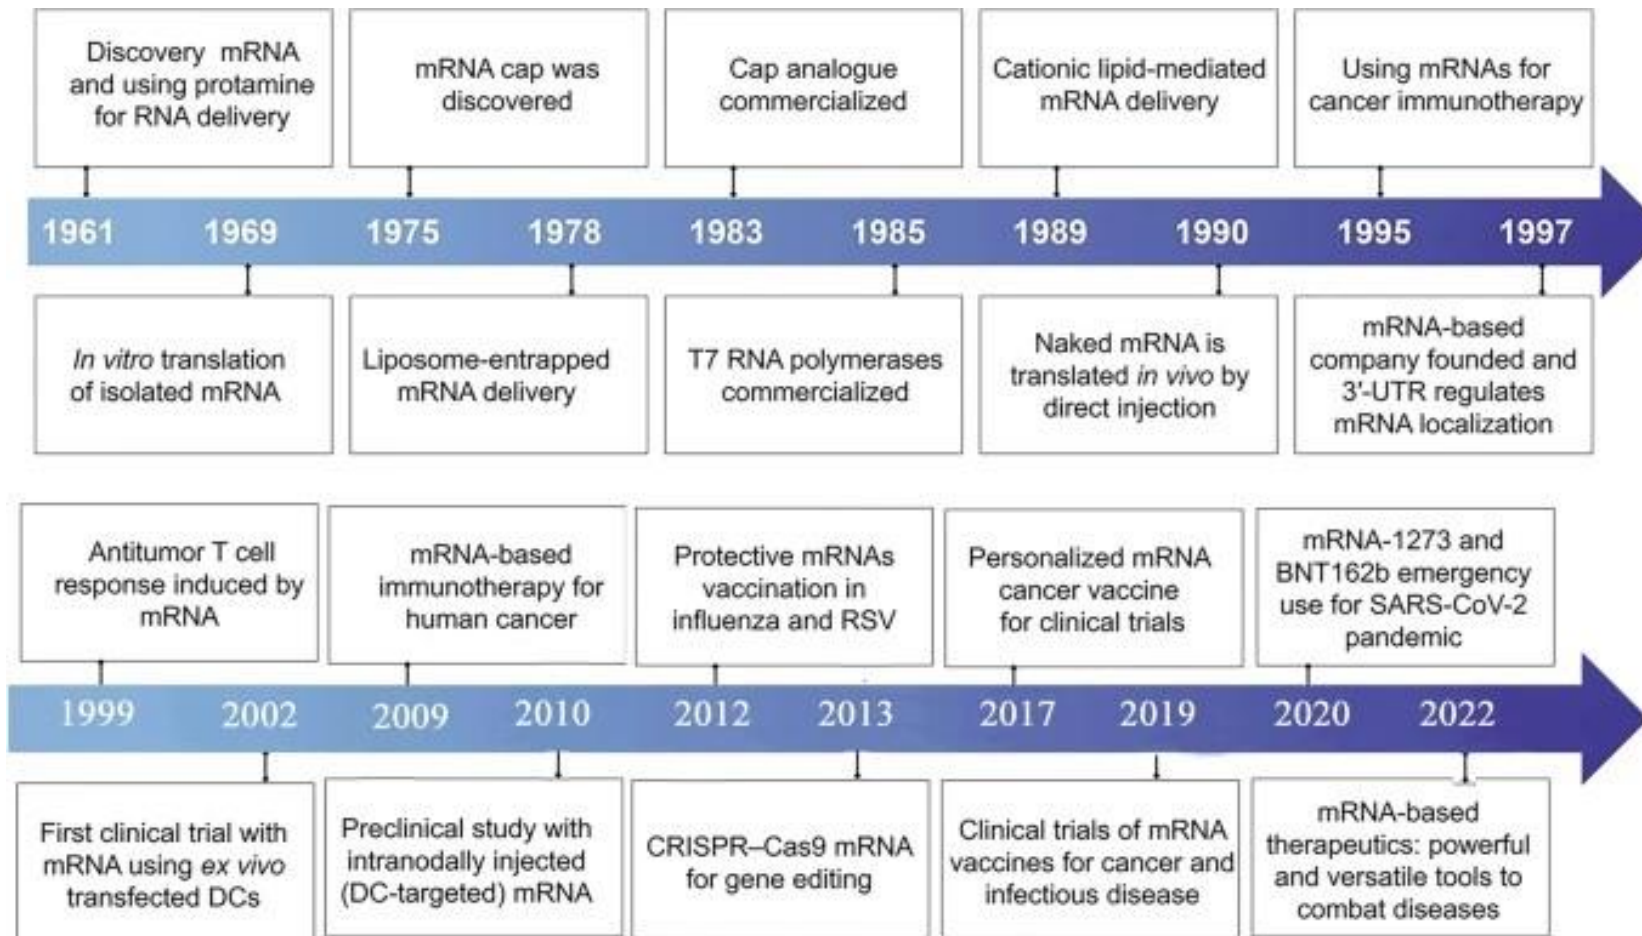 Discovery mRNA
and using protamine
for RNA delivery
mRNA cap was
discovered
Cap analogue
commercialized
Cationic lipid-mediated
mRNA delivery
Using mRNAs for
cancer immunotherapy
1961 1969 1975 1978 1983 1985 1989 1990 1995 1997
In vitro translation
of isolated mRNA
Liposome-entrapped
mRNA delivery
T7 RNA polymerases
commercialized
Naked mRNA is
translated in vivo by
direct injection
mRNA-based
company founded and
3'-UTR regulates
mRNA localization
Antitumor T cell
response induced by
mRNA
mRNA-based
immunotherapy for
human cancer
Protective mRNAs
vaccination in
influenza and RSV
Personalized mRNA
cancer vaccine
for clinical trials
mRNA-1273 and
BNT162b emergency
use for SARS-CoV-2
pandemic
1999 2002 2009 2010 2012 2013 2017 2019 2020 2022
First clinical trial with
mRNA using ex vivo
transfected DCs
Preclinical study with
intranodally injected
(DC-targeted) mRNA
CRISPR–Cas9 mRNA
for gene editing
Clinical trials of mRNA
vaccines for cancer and
infectious disease
mRNA-based
therapeutics: powerful
and versatile tools to
combat diseases